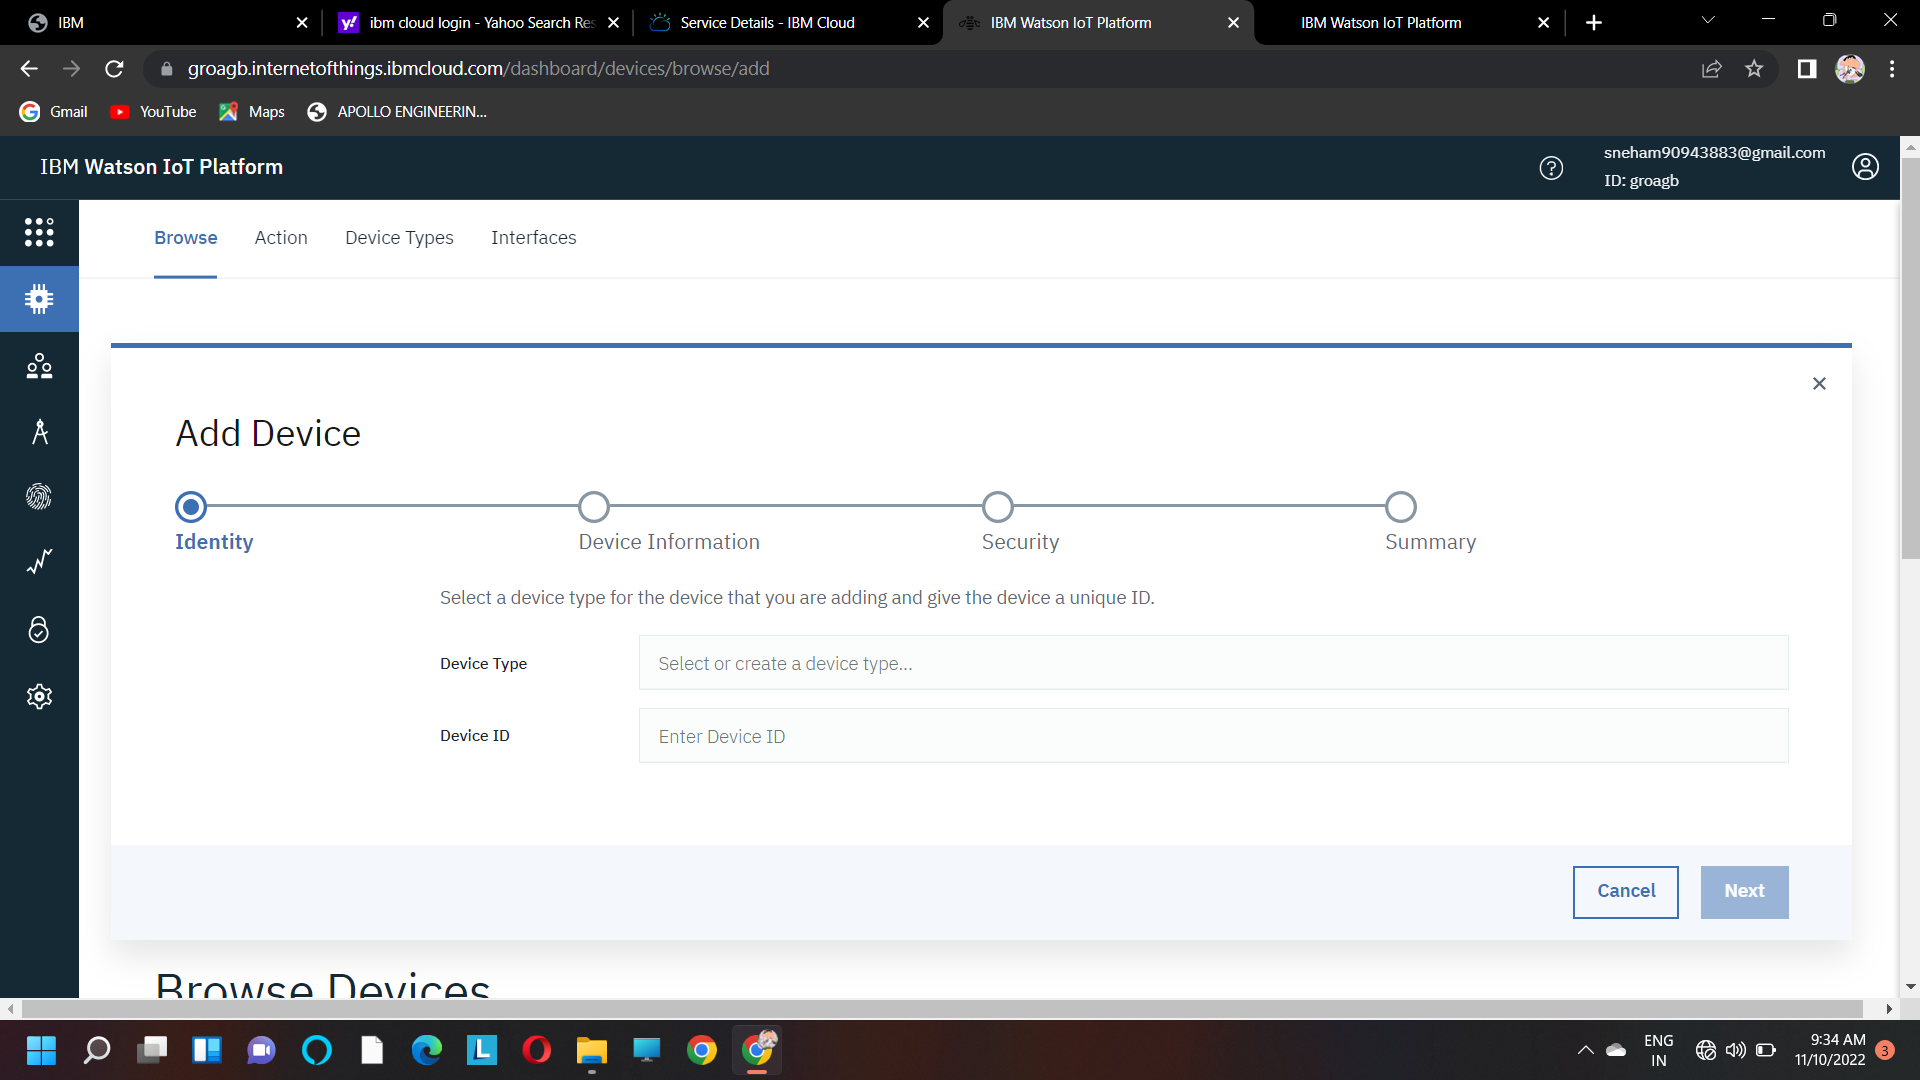 IBM
ibm cloud login - Yahoo Search Res
Service Details - IBM Cloud
IBM Watson IoT Platform
IBM Watson IoT Platform
groagb.internetofthings.ibmcloud.com/dashboard/devices/browse/add
Gmail
YouTube
Maps
APOLLO ENGINEERIN...
IBM Watson IoT Platform
sneham90943883@gmail.com
ID: groagb
Browse
Action
Device Types
Interfaces
Add Device
Identity
Device Information
Security
Summary
Select a device type for the device that you are adding and give the device a unique ID.
Device Type
Select or create a device type...
Device ID
Enter Device ID
Cancel
Next
Browse Devices
ENG
IN
9:34 AM
11/10/2022
3